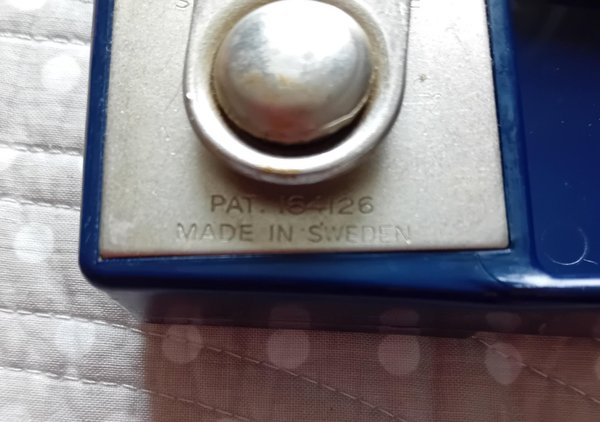 S
PAT. 184126
MADE IN SWEDEN